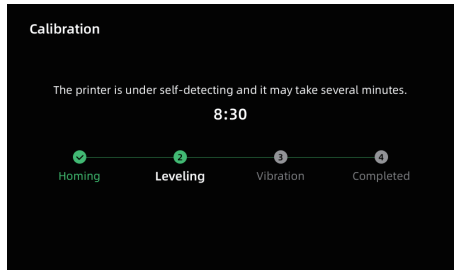 Calibration
The printer is under self-detecting and it may take several minutes.
8:30
2 3 4
Homing Leveling Vibration Completed